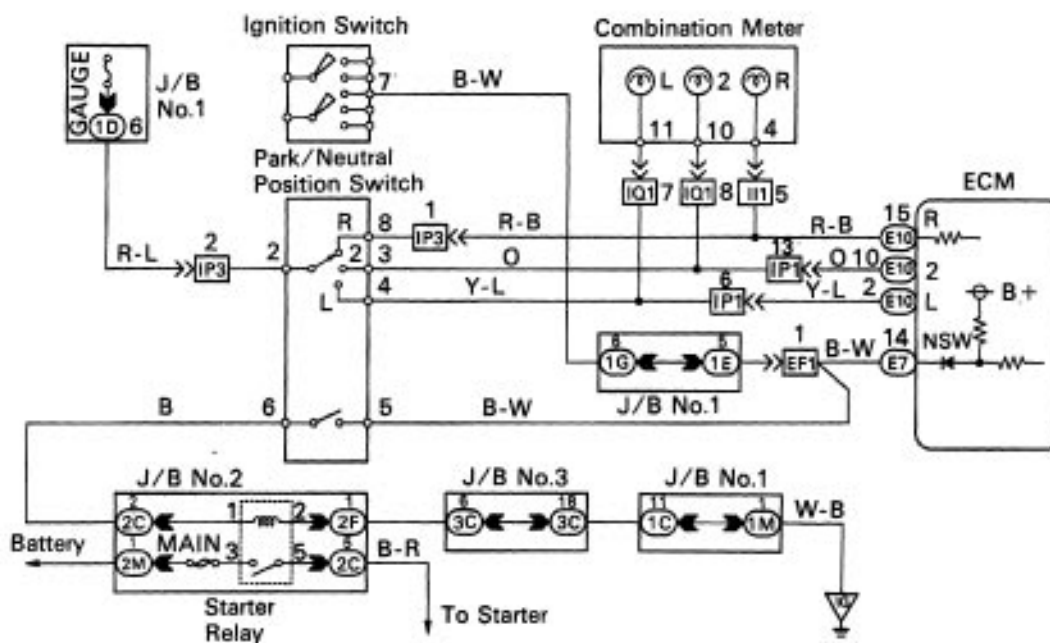 Ignition Switch
Combination Meter
GAUGE
J/B
No.1
1D 6
7
B-W
L 2 R
11 10 4
Park/Neutral
Position Switch
IQ1 7 IQ1 8 II1 5
ECM
R 8 1
IP3 R-B R-B 15 E10 R
R-L 2 IP3 2 2 3 O 13 IP1 O 10 E10 2
L 4 Y-L 6 IP1 Y-L 2 E10 L
B+
6 1G 5 1E 1 EF1 B-W 14 E7 NSW
J/B No.1
B 6 5 B-W
J/B No.2 J/B No.3 J/B No.1
2 2C 1 2 1 2F 6 3C 18 3C 11 1C 1 1M W-B
Battery 1 2M MAIN 3 5 2C B-R
Starter
Relay
To Starter